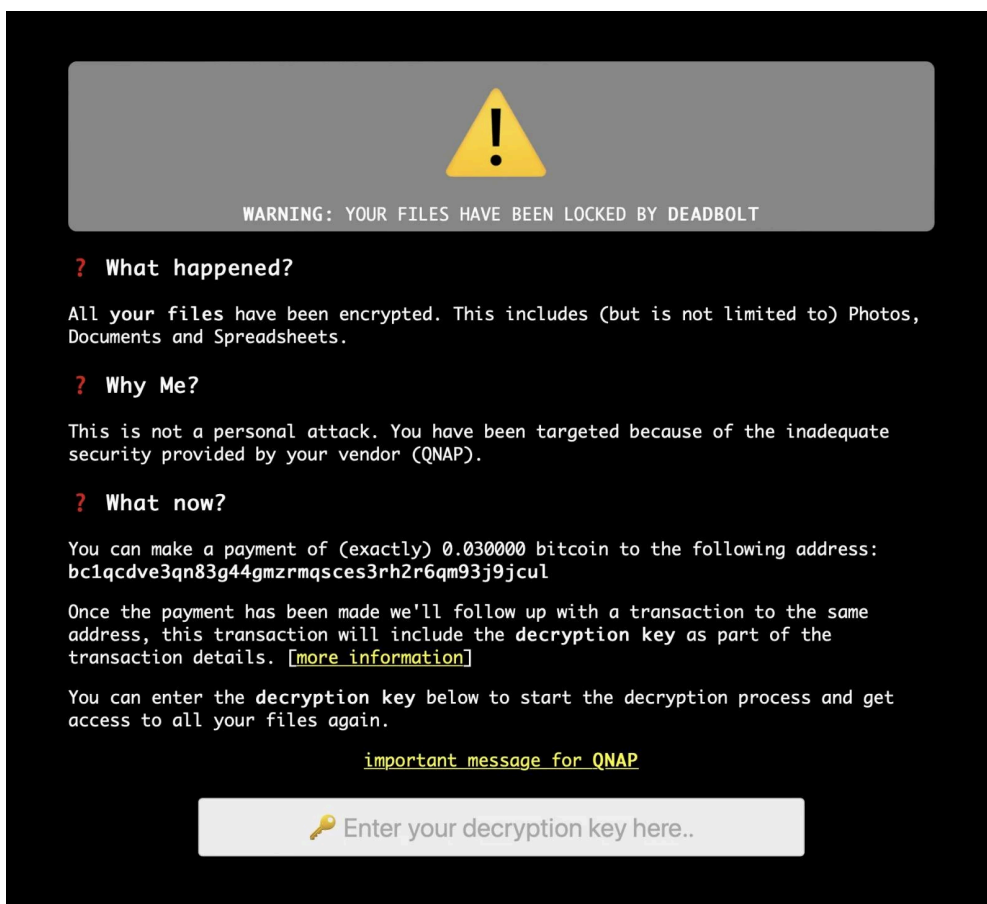 WARNING: YOUR FILES HAVE BEEN LOCKED BY DEADBOLT
? What happened?
All your files have been encrypted. This includes (but is not limited to) Photos,
Documents and Spreadsheets.
? Why Me?
This is not a personal attack. You have been targeted because of the inadequate
security provided by your vendor (QNAP).
? What now?
You can make a payment of (exactly) 0.030000 bitcoin to the following address:
bc1qcdve3qn83g44gmzrmqsces3rh2r6qm93j9jcul
Once the payment has been made we'll follow up with a transaction to the same
address, this transaction will include the decryption key as part of the
transaction details. [more information]
You can enter the decryption key below to start the decryption process and get
access to all your files again.
important message for QNAP
Enter your decryption key here..